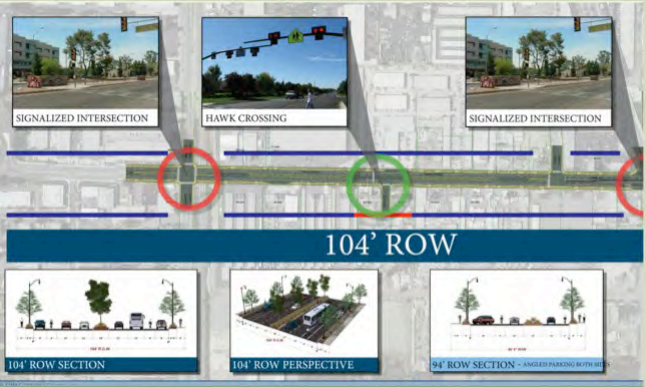 SIGNALIZED INTERSECTION
HAWK CROSSING
SIGNALIZED INTERSECTION
104' ROW
104' ROW SECTION
104' ROW PERSPECTIVE
94' ROW SECTION - ANGLED PARKING BOTH SIDES